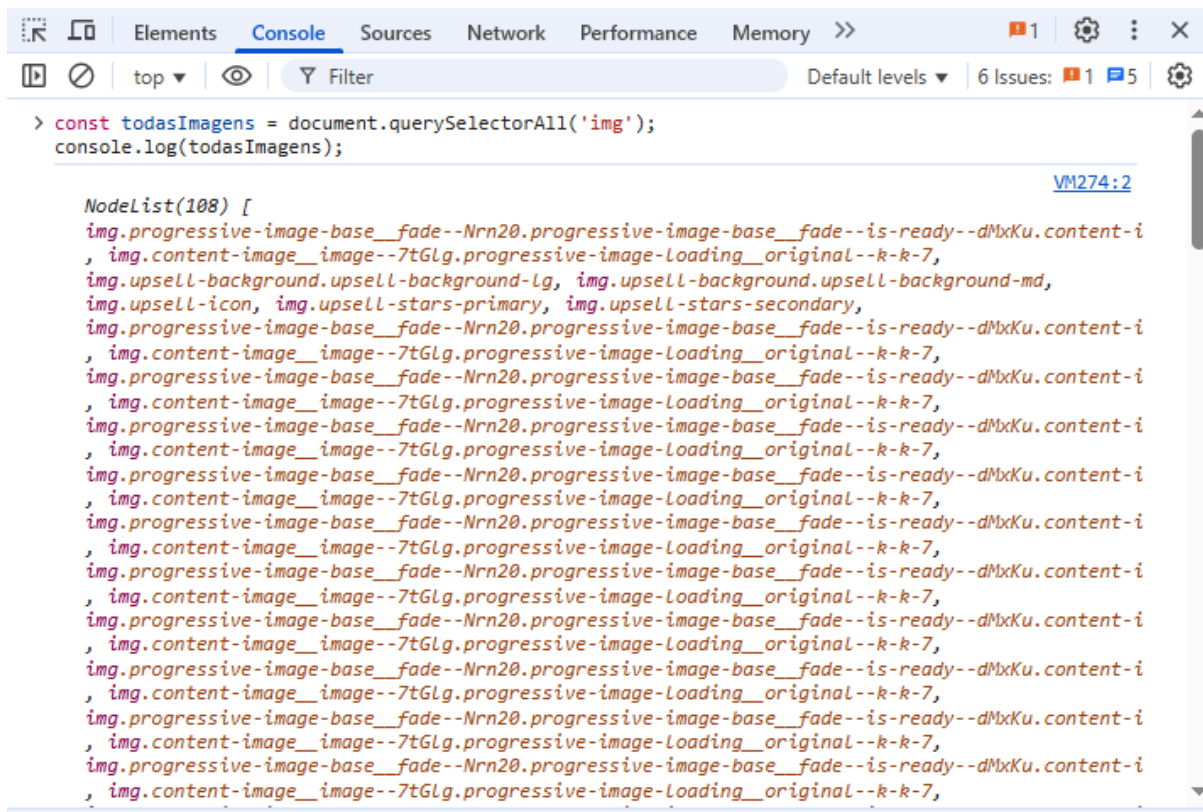 Elements Console Sources Network Performance Memory >> 1
top ▾ Filter Default levels ▾ 6 Issues: 1 5
> const todasImagens = document.querySelectorAll('img');
console.log(todasImagens);
VM274:2
NodeList(108) [
img.progressive-image-base__fade--Nrn20.progressive-image-base__fade--is-ready--dMxKu.content-i
, img.content-image__image--7tGlg.progressive-image-loading__original--k-k-7,
img.upsell-background.upsell-background-lg, img.upsell-background.upsell-background-md,
img.upsell-icon, img.upsell-stars-primary, img.upsell-stars-secondary,
img.progressive-image-base__fade--Nrn20.progressive-image-base__fade--is-ready--dMxKu.content-i
, img.content-image__image--7tGlg.progressive-image-loading__original--k-k-7,
img.progressive-image-base__fade--Nrn20.progressive-image-base__fade--is-ready--dMxKu.content-i
, img.content-image__image--7tGlg.progressive-image-loading__original--k-k-7,
img.progressive-image-base__fade--Nrn20.progressive-image-base__fade--is-ready--dMxKu.content-i
, img.content-image__image--7tGlg.progressive-image-loading__original--k-k-7,
img.progressive-image-base__fade--Nrn20.progressive-image-base__fade--is-ready--dMxKu.content-i
, img.content-image__image--7tGlg.progressive-image-loading__original--k-k-7,
img.progressive-image-base__fade--Nrn20.progressive-image-base__fade--is-ready--dMxKu.content-i
, img.content-image__image--7tGlg.progressive-image-loading__original--k-k-7,
img.progressive-image-base__fade--Nrn20.progressive-image-base__fade--is-ready--dMxKu.content-i
, img.content-image__image--7tGlg.progressive-image-loading__original--k-k-7,
img.progressive-image-base__fade--Nrn20.progressive-image-base__fade--is-ready--dMxKu.content-i
, img.content-image__image--7tGlg.progressive-image-loading__original--k-k-7,
img.progressive-image-base__fade--Nrn20.progressive-image-base__fade--is-ready--dMxKu.content-i
, img.content-image__image--7tGlg.progressive-image-loading__original--k-k-7,
img.progressive-image-base__fade--Nrn20.progressive-image-base__fade--is-ready--dMxKu.content-i
, img.content-image__image--7tGlg.progressive-image-loading__original--k-k-7,
img.progressive-image-base__fade--Nrn20.progressive-image-base__fade--is-ready--dMxKu.content-i
, img.content-image__image--7tGlg.progressive-image-loading__original--k-k-7,